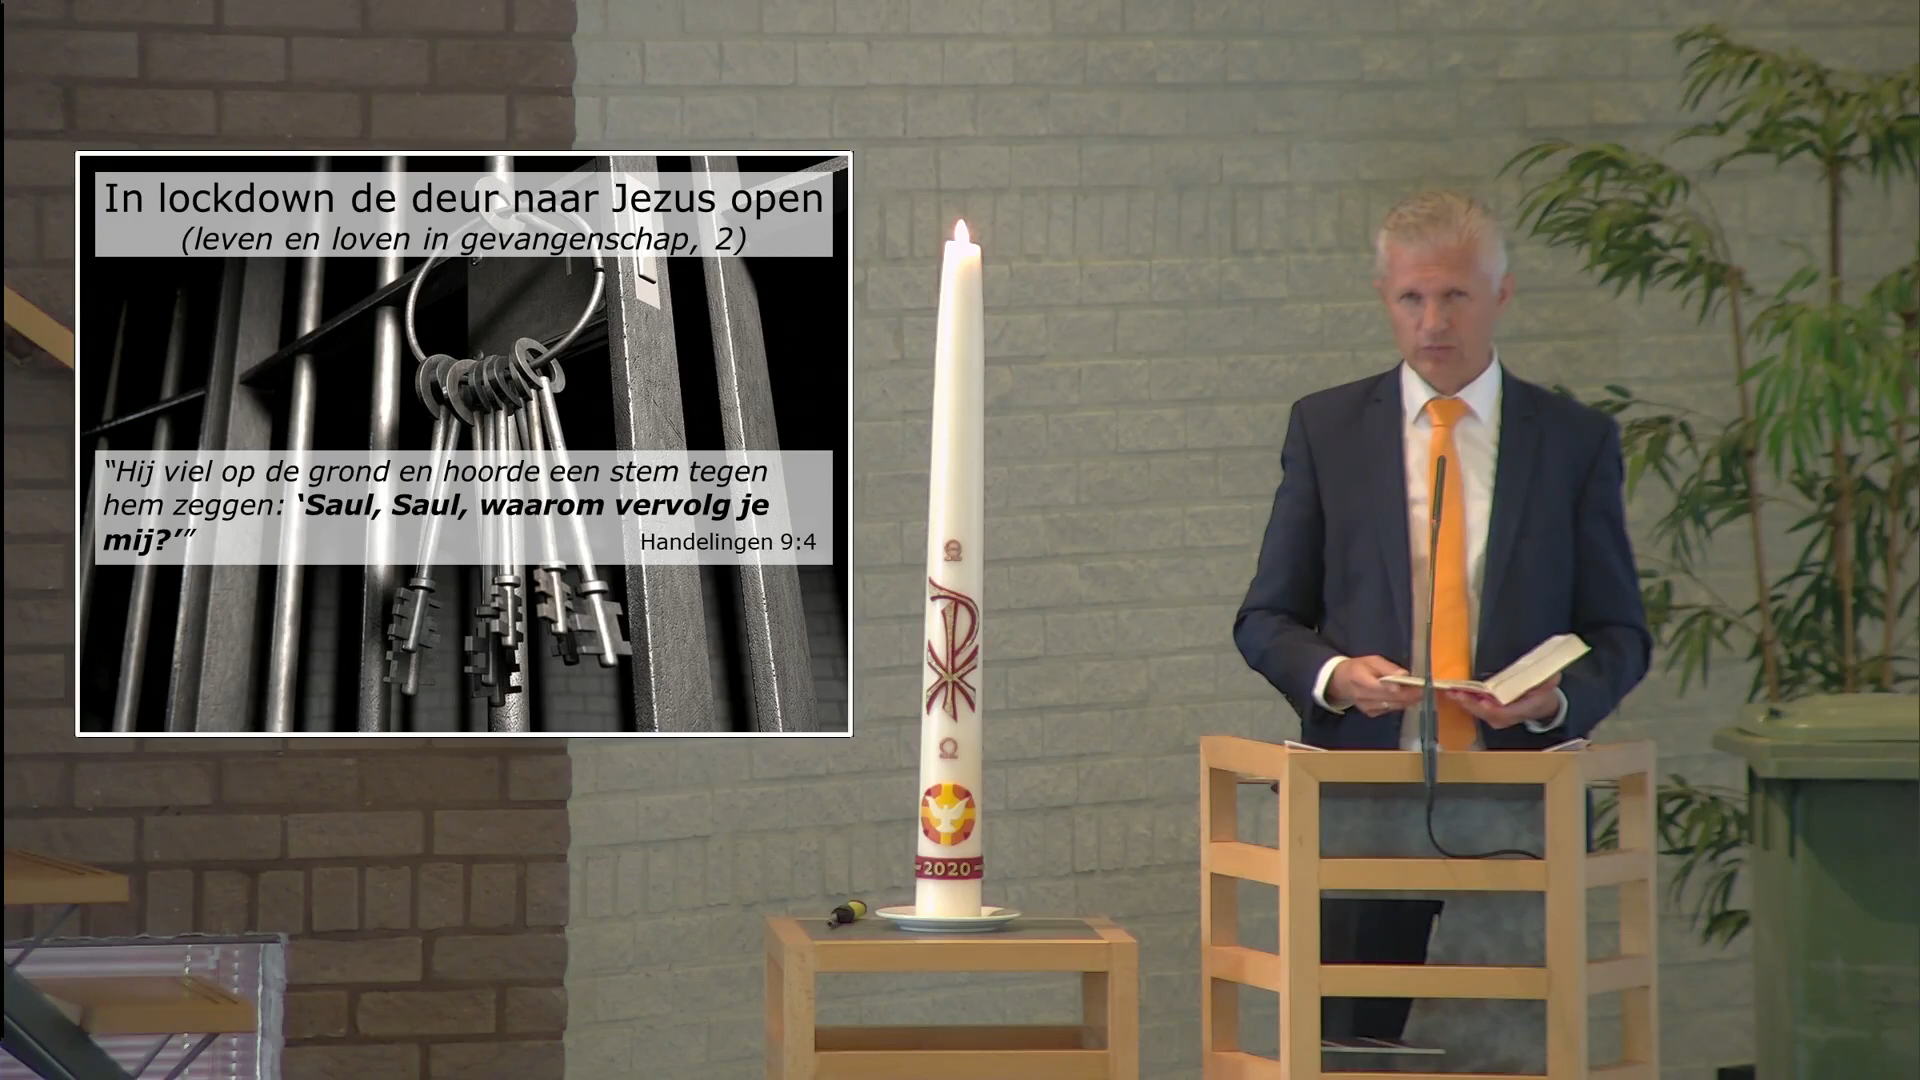 In lockdown de deur naar Jezus open
(leven en loven in gevangenschap, 2)
“Hij viel op de grond en hoorde een stem tegen
hem zeggen: ‘Saul, Saul, waarom vervolg je
mij?’”
Handelingen 9:4
Ω
2020